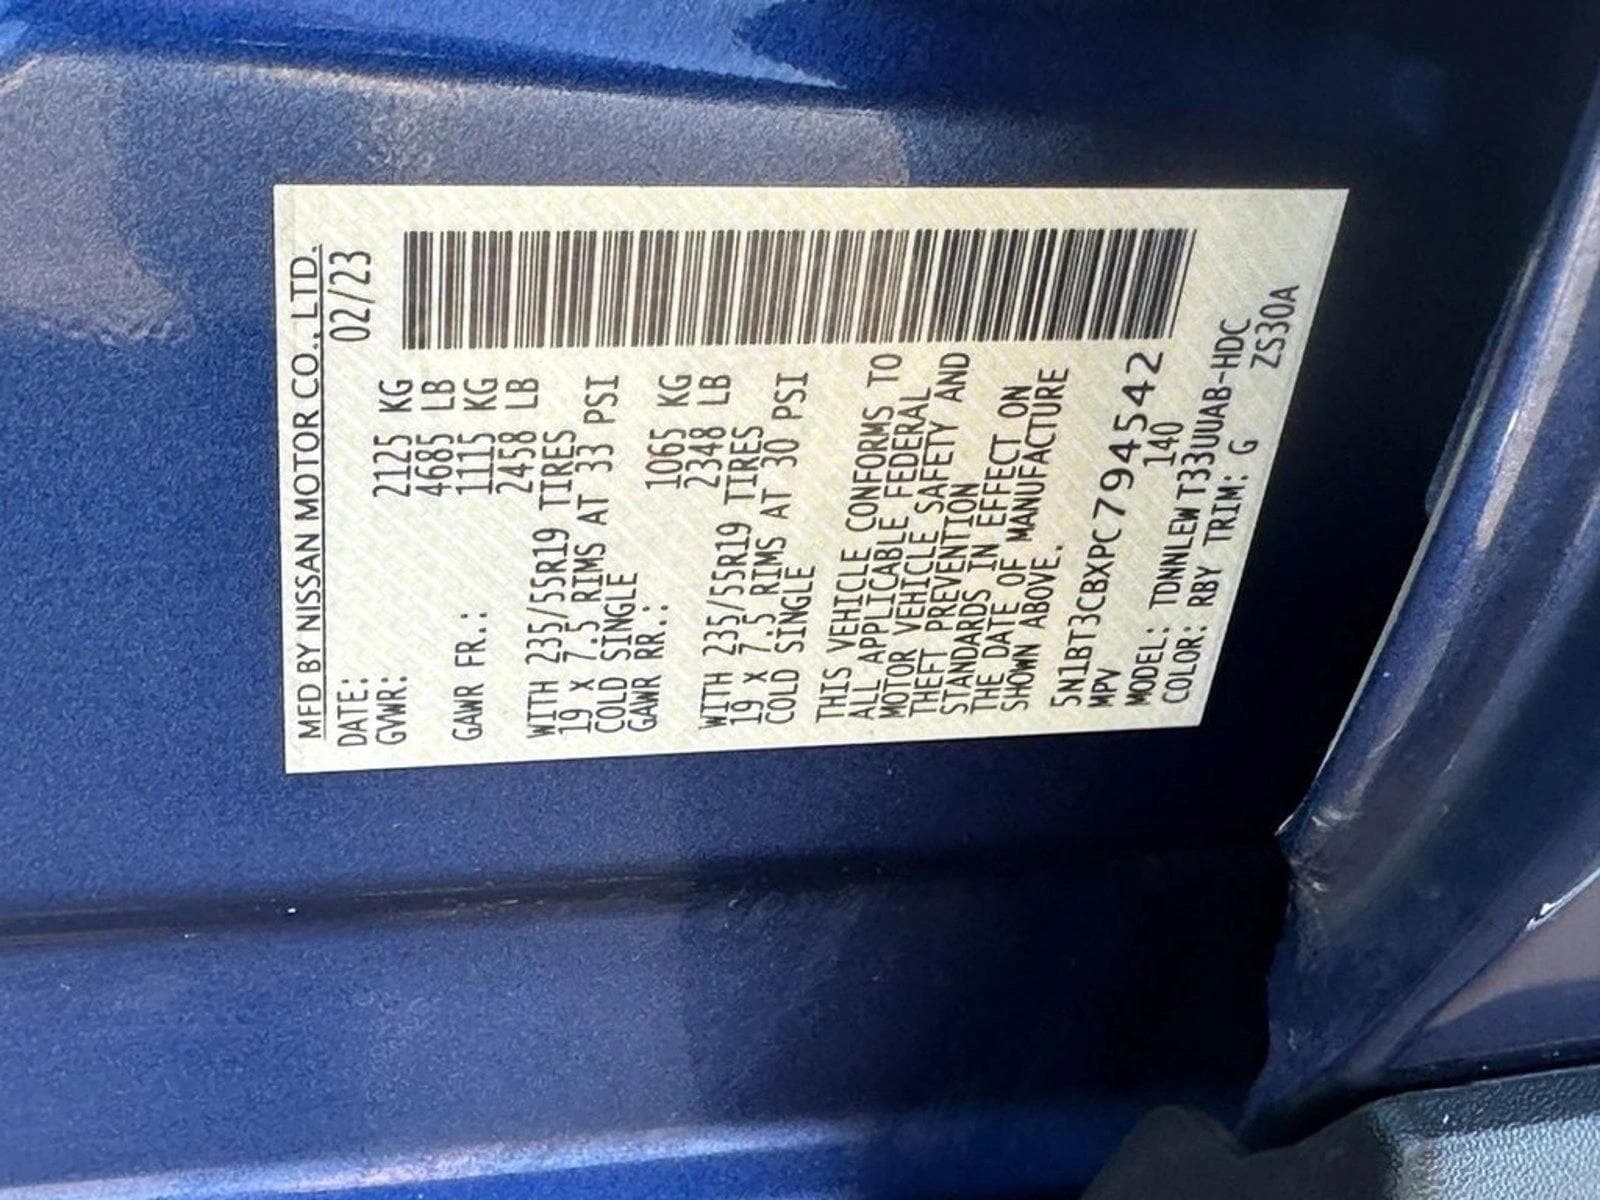 MFD BY NISSAN MOTOR CO., LTD.
DATE: 02/23
GVWR: 2125 KG
4685 LB
GAWR FR.: 1115 KG
2458 LB
WITH 235/55R19 TIRES
19 X 7.5 RIMS AT 33 PSI
COLD SINGLE
GAWR RR.: 1065 KG
2348 LB
WITH 235/55R19 TIRES
19 X 7.5 RIMS AT 30 PSI
COLD SINGLE
THIS VEHICLE CONFORMS TO
ALL APPLICABLE FEDERAL
MOTOR VEHICLE SAFETY AND
THEFT PREVENTION
STANDARDS IN EFFECT ON
THE DATE OF MANUFACTURE
SHOWN ABOVE.
5N1BT3CBXPC794542
MPV 140
MODEL: TDNNLEW T33UUAB-HDC
COLOR: RBY TRIM: G ZS30A